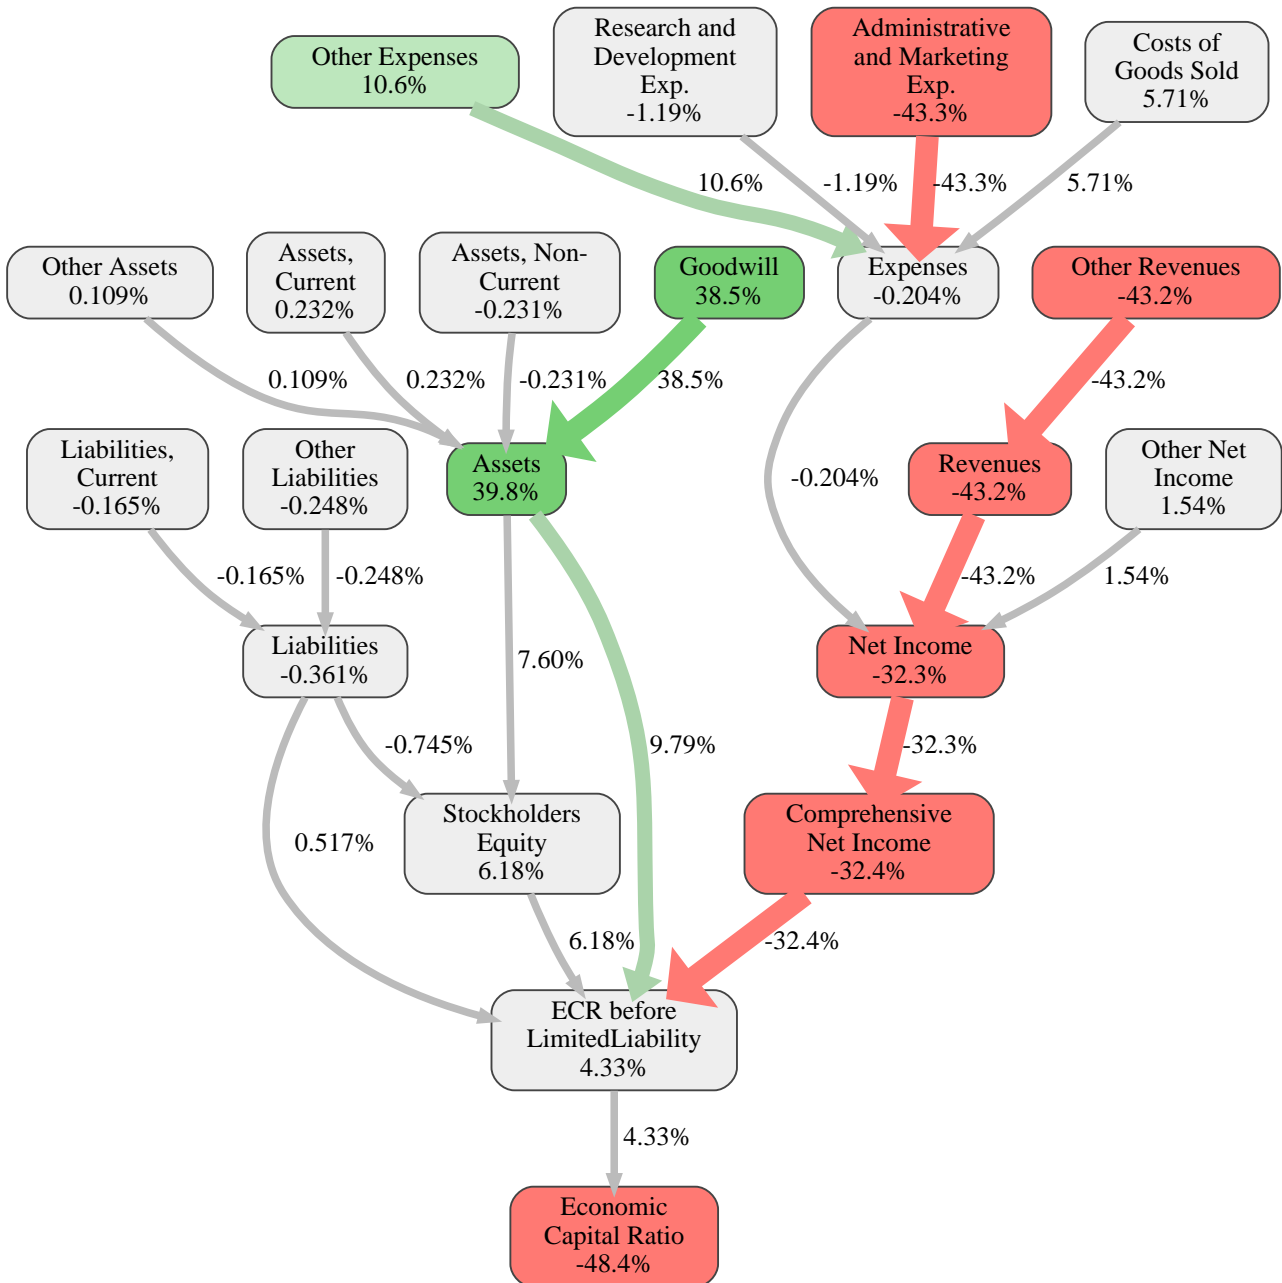 Other Expenses
10.6%
Research and
Development
Exp.
-1.19%
Administrative
and Marketing
Exp.
-43.3%
Costs of
Goods Sold
5.71%
10.6%
-1.19%
-43.3%
5.71%
Other Assets
0.109%
Assets,
Current
0.232%
Assets, Non-
Current
-0.231%
Goodwill
38.5%
Expenses
-0.204%
Other Revenues
-43.2%
0.109%
0.232%
-0.231%
38.5%
-43.2%
Liabilities,
Current
-0.165%
Other
Liabilities
-0.248%
Assets
39.8%
-0.204%
Revenues
-43.2%
Other Net
Income
1.54%
-0.165%
-0.248%
-43.2%
1.54%
Liabilities
-0.361%
7.60%
Net Income
-32.3%
-0.745%
9.79%
-32.3%
0.517%
Stockholders
Equity
6.18%
Comprehensive
Net Income
-32.4%
6.18%
-32.4%
ECR before
LimitedLiability
4.33%
4.33%
Economic
Capital Ratio
-48.4%